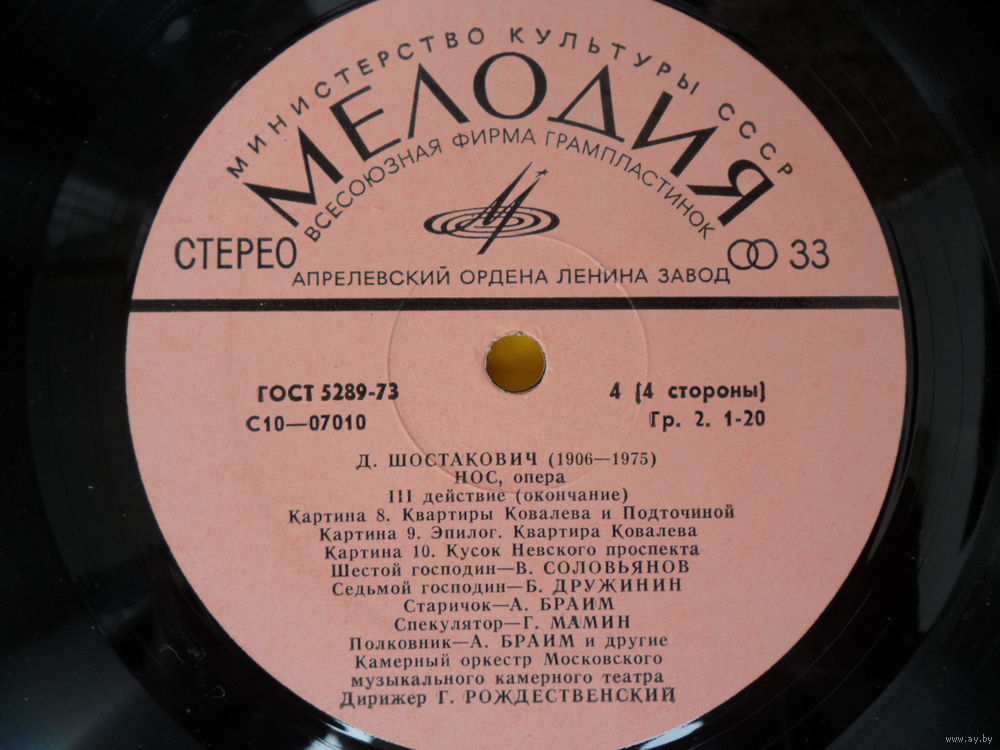 МИНИСТЕРСТВО КУЛЬТУРЫ СССР
МЕЛОДИЯ
ВСЕСОЮЗНАЯ ФИРМА ГРАМПЛАСТИНОК
СТЕРЕО
33
АПРЕЛЕВСКИЙ ОРДЕНА ЛЕНИНА ЗАВОД
ГОСТ 5289-73
4 (4 стороны)
С10—07010
Гр. 2. 1-20
Д. ШОСТАКОВИЧ (1906—1975)
НОС, опера
III действие (окончание)
Картина 8. Квартиры Ковалева и Подточиной
Картина 9. Эпилог. Квартира Ковалева
Картина 10. Кусок Невского проспекта
Шестой господин—В. СОЛОВЬЯНОВ
Седьмой господин—Б. ДРУЖИНИН
Старичок—А. БРАИМ
Спекулятор—Г. МАМИН
Полковник—А. БРАИМ и другие
Камерный оркестр Московского
музыкального камерного театра
Дирижер Г. РОЖДЕСТВЕНСКИЙ
www.ay.by